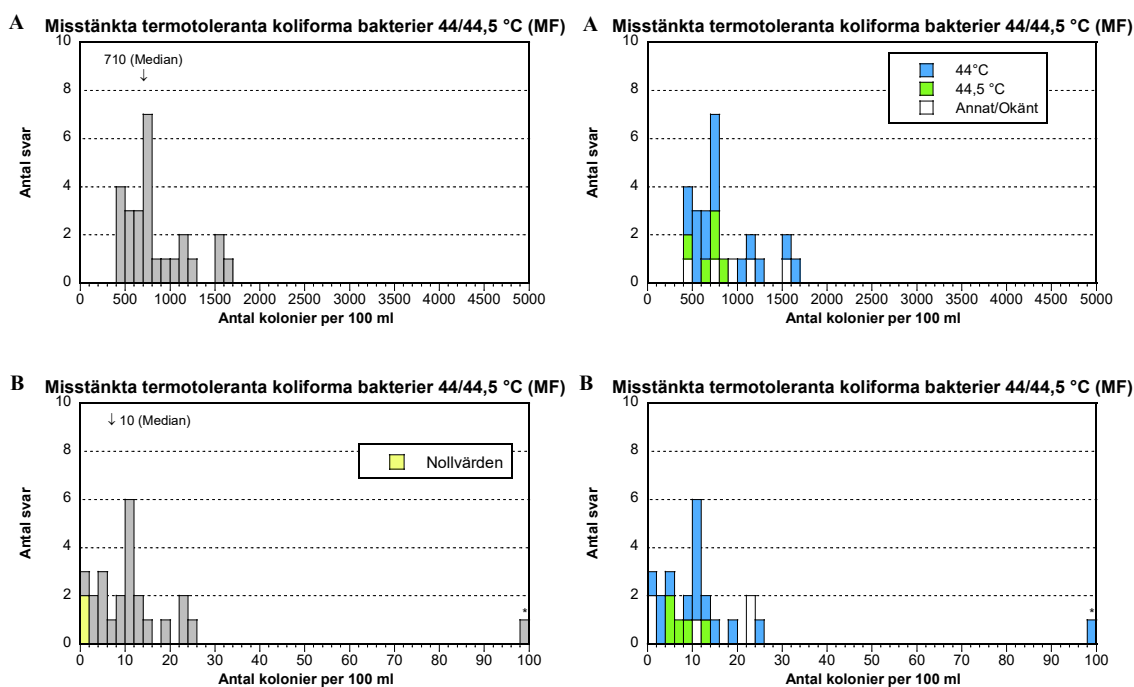 A Misstänkta termotoleranta koliforma bakterier 44/44,5 °C (MF)
10
8
6
4
2
0
Antal svar
710 (Median)
↓
0 500 1000 1500 2000 2500 3000 3500 4000 4500 5000
Antal kolonier per 100 ml
A Misstänkta termotoleranta koliforma bakterier 44/44,5 °C (MF)
10
8
6
4
2
0
Antal svar
44°C
44,5 °C
Annat/Okänt
0 500 1000 1500 2000 2500 3000 3500 4000 4500 5000
Antal kolonier per 100 ml
B Misstänkta termotoleranta koliforma bakterier 44/44,5 °C (MF)
10
8
6
4
2
0
Antal svar
↓ 10 (Median)
Nollvärden
*
0 10 20 30 40 50 60 70 80 90 100
Antal kolonier per 100 ml
B Misstänkta termotoleranta koliforma bakterier 44/44,5 °C (MF)
10
8
6
4
2
0
Antal svar
*
0 10 20 30 40 50 60 70 80 90 100
Antal kolonier per 100 ml